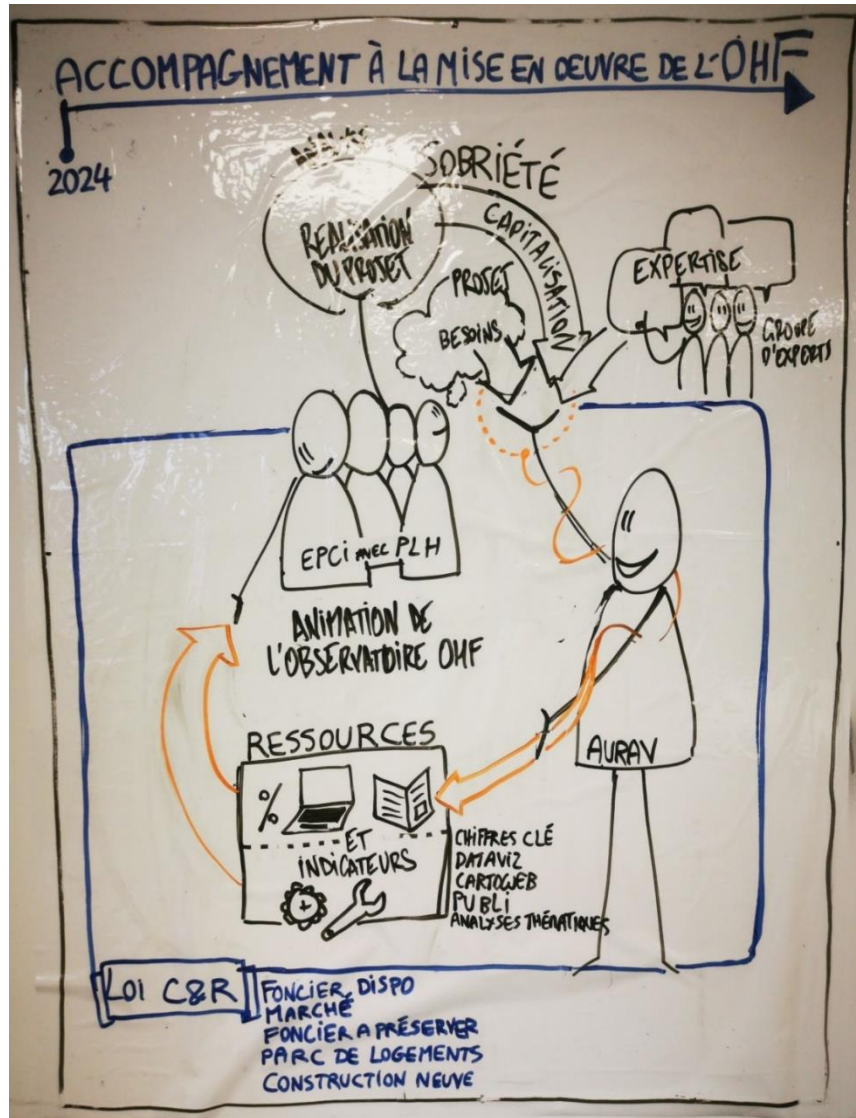 ACCOMPAGNEMENT À LA MISE EN OEUVRE DE L'OHF
2024
ANALYSE
SOBRIÉTÉ
CAPITALISATION
RÉALISATION
DU PROJET
PROJET
BESOINS
EXPERTISE
GROUPE
D'EXPERTS
EPCI AVEC PLH
ANIMATION DE
L'OBSERVATOIRE OHF
RESSOURCES
%
ET
INDICATEURS
CHIFFRES CLÉ
DATAVIZ
CARTOWEB
PUBLI
ANALYSES THÉMATIQUES
AURAV
LOI C&R
FONCIER DISPO
MARCHÉ
FONCIER A PRÉSERVER
PARC DE LOGEMENTS
CONSTRUCTION NEUVE